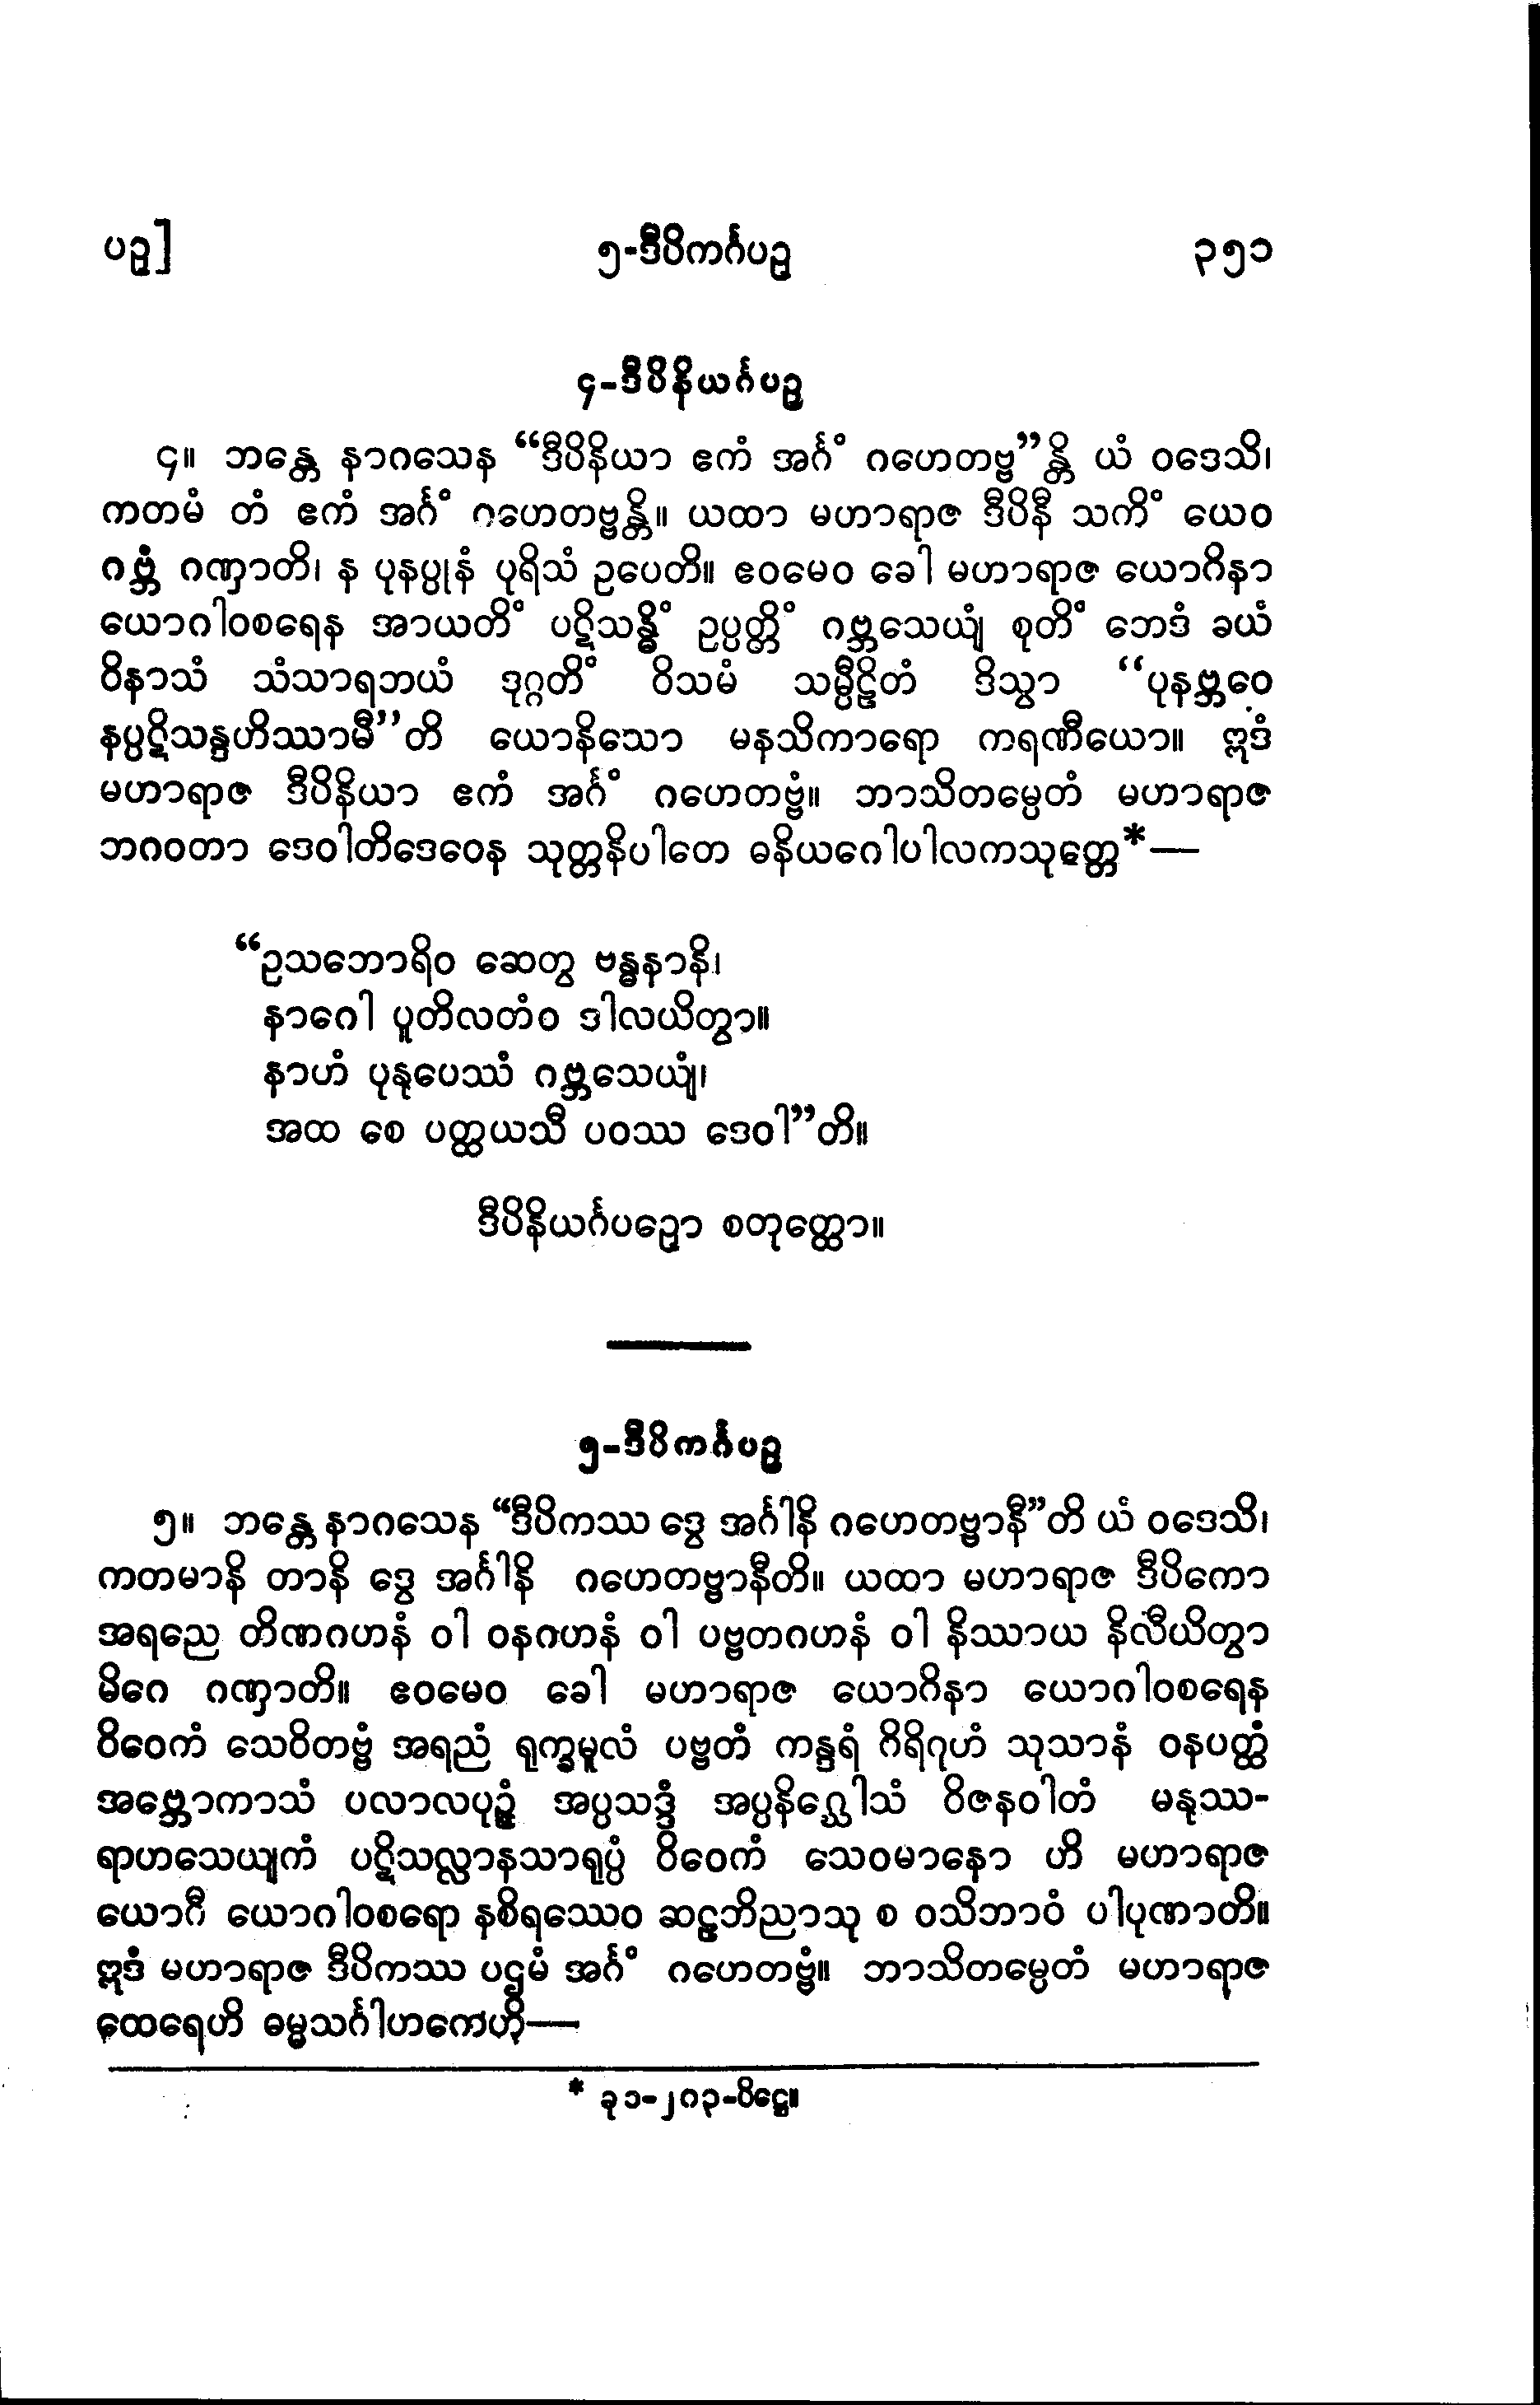 ပဉှ]
၅-ဒီပိကင်္ဂပဉှ
၃၅၁
၄-ဒီပိနိယင်္ဂပဉှ
၄။ ဘန္တေ နာဂသေန “ဒီပိနိယာ ဧကံ အင်္ဂံ ဂဟေတဗ္ဗ”န္တိ ယံ ဝဒေသိ၊
ကတမံ တံ ဧကံ အင်္ဂံ ဂဟေတဗ္ဗန္တိ။ ယထာ မဟာရာဇ ဒီပိနီ သကိံ ယေဝ
ဂဗ္ဘံ ဂဏှာတိ၊ န ပုနပ္ပုနံ ပုရိသံ ဥပေတိ။ ဧဝမေဝ ခေါ မဟာရာဇ ယောဂိနာ
ယောဂါဝစရေန အာယတိံ ပဋိသန္ဓိံ ဥပ္ပတ္တိံ ဂဗ္ဘသေယျံ စုတိံ ဘေဒံ ခယံ
ဝိနာသံ သံသာရဘယံ ဒုဂ္ဂတိံ ဝိသမံ သမ္ပီဠိတံ ဒိသွာ “ပုနဗ္ဘဝေ
နပ္ပဋိသန္ဒဟိဿာမီ”တိ ယောနိသော မနသိကာရော ကရဏီယော။ ဣဒံ
မဟာရာဇ ဒီပိနိယာ ဧကံ အင်္ဂံ ဂဟေတဗ္ဗံ။ ဘာသိတမ္ပေတံ မဟာရာဇ
ဘဂဝတာ ဒေဝါတိဒေဝေန သုတ္တနိပါတေ ဓနိယဂေါပါလကသုတ္တေ*—
“ဥသဘောရိဝ ဆေတွ ဗန္ဓနာနိ၊
နာဂေါ ပူတိလတံဝ ဒါလယိတွာ။
နာဟံ ပုနုပေဿံ ဂဗ္ဘသေယျံ၊
အထ စေ ပတ္ထယသီ ပဝဿ ဒေဝါ”တိ။
ဒီပိနိယင်္ဂပဉှော စတုတ္ထော။
၅-ဒီပိကင်္ဂပဉှ
၅။ ဘန္တေ နာဂသေန “ဒီပိကဿ ဒွေ အင်္ဂါနိ ဂဟေတဗ္ဗာနီ”တိ ယံ ဝဒေသိ၊
ကတမာနိ တာနိ ဒွေ အင်္ဂါနိ ဂဟေတဗ္ဗာနီတိ။ ယထာ မဟာရာဇ ဒီပိကော
အရညေ တိဏဂဟနံ ဝါ ဝနဂဟနံ ဝါ ပဗ္ဗတဂဟနံ ဝါ နိဿာယ နိလီယိတွာ
မိဂေ ဂဏှာတိ။ ဧဝမေဝ ခေါ မဟာရာဇ ယောဂိနာ ယောဂါဝစရေန
ဝိဝေကံ သေဝိတဗ္ဗံ အရညံ ရုက္ခမူလံ ပဗ္ဗတံ ကန္ဒရံ ဂိရိဂုဟံ သုသာနံ ဝနပတ္ထံ
အဗ္ဘောကာသံ ပလာလပုဉ္ဇံ အပ္ပသဒ္ဒံ အပ္ပနိဂ္ဃေါသံ ဝိဇနဝါတံ မနုဿ-
ရာဟသေယျကံ ပဋိသလ္လာနသာရုပ္ပံ ဝိဝေကံ သေဝမာနော ဟိ မဟာရာဇ
ယောဂီ ယောဂါဝစရော နစိရဿေဝ ဆဠဘိညာသု စ ဝသိဘာဝံ ပါပုဏာတိ။
ဣဒံ မဟာရာဇ ဒီပိကဿ ပဌမံ အင်္ဂံ ဂဟေတဗ္ဗံ။ ဘာသိတမ္ပေတံ မဟာရာဇ
ထေရေဟိ ဓမ္မသင်္ဂါဟကေဟိ—
* ခု၁-၂၈၃-ပိဋ္ဌေ။